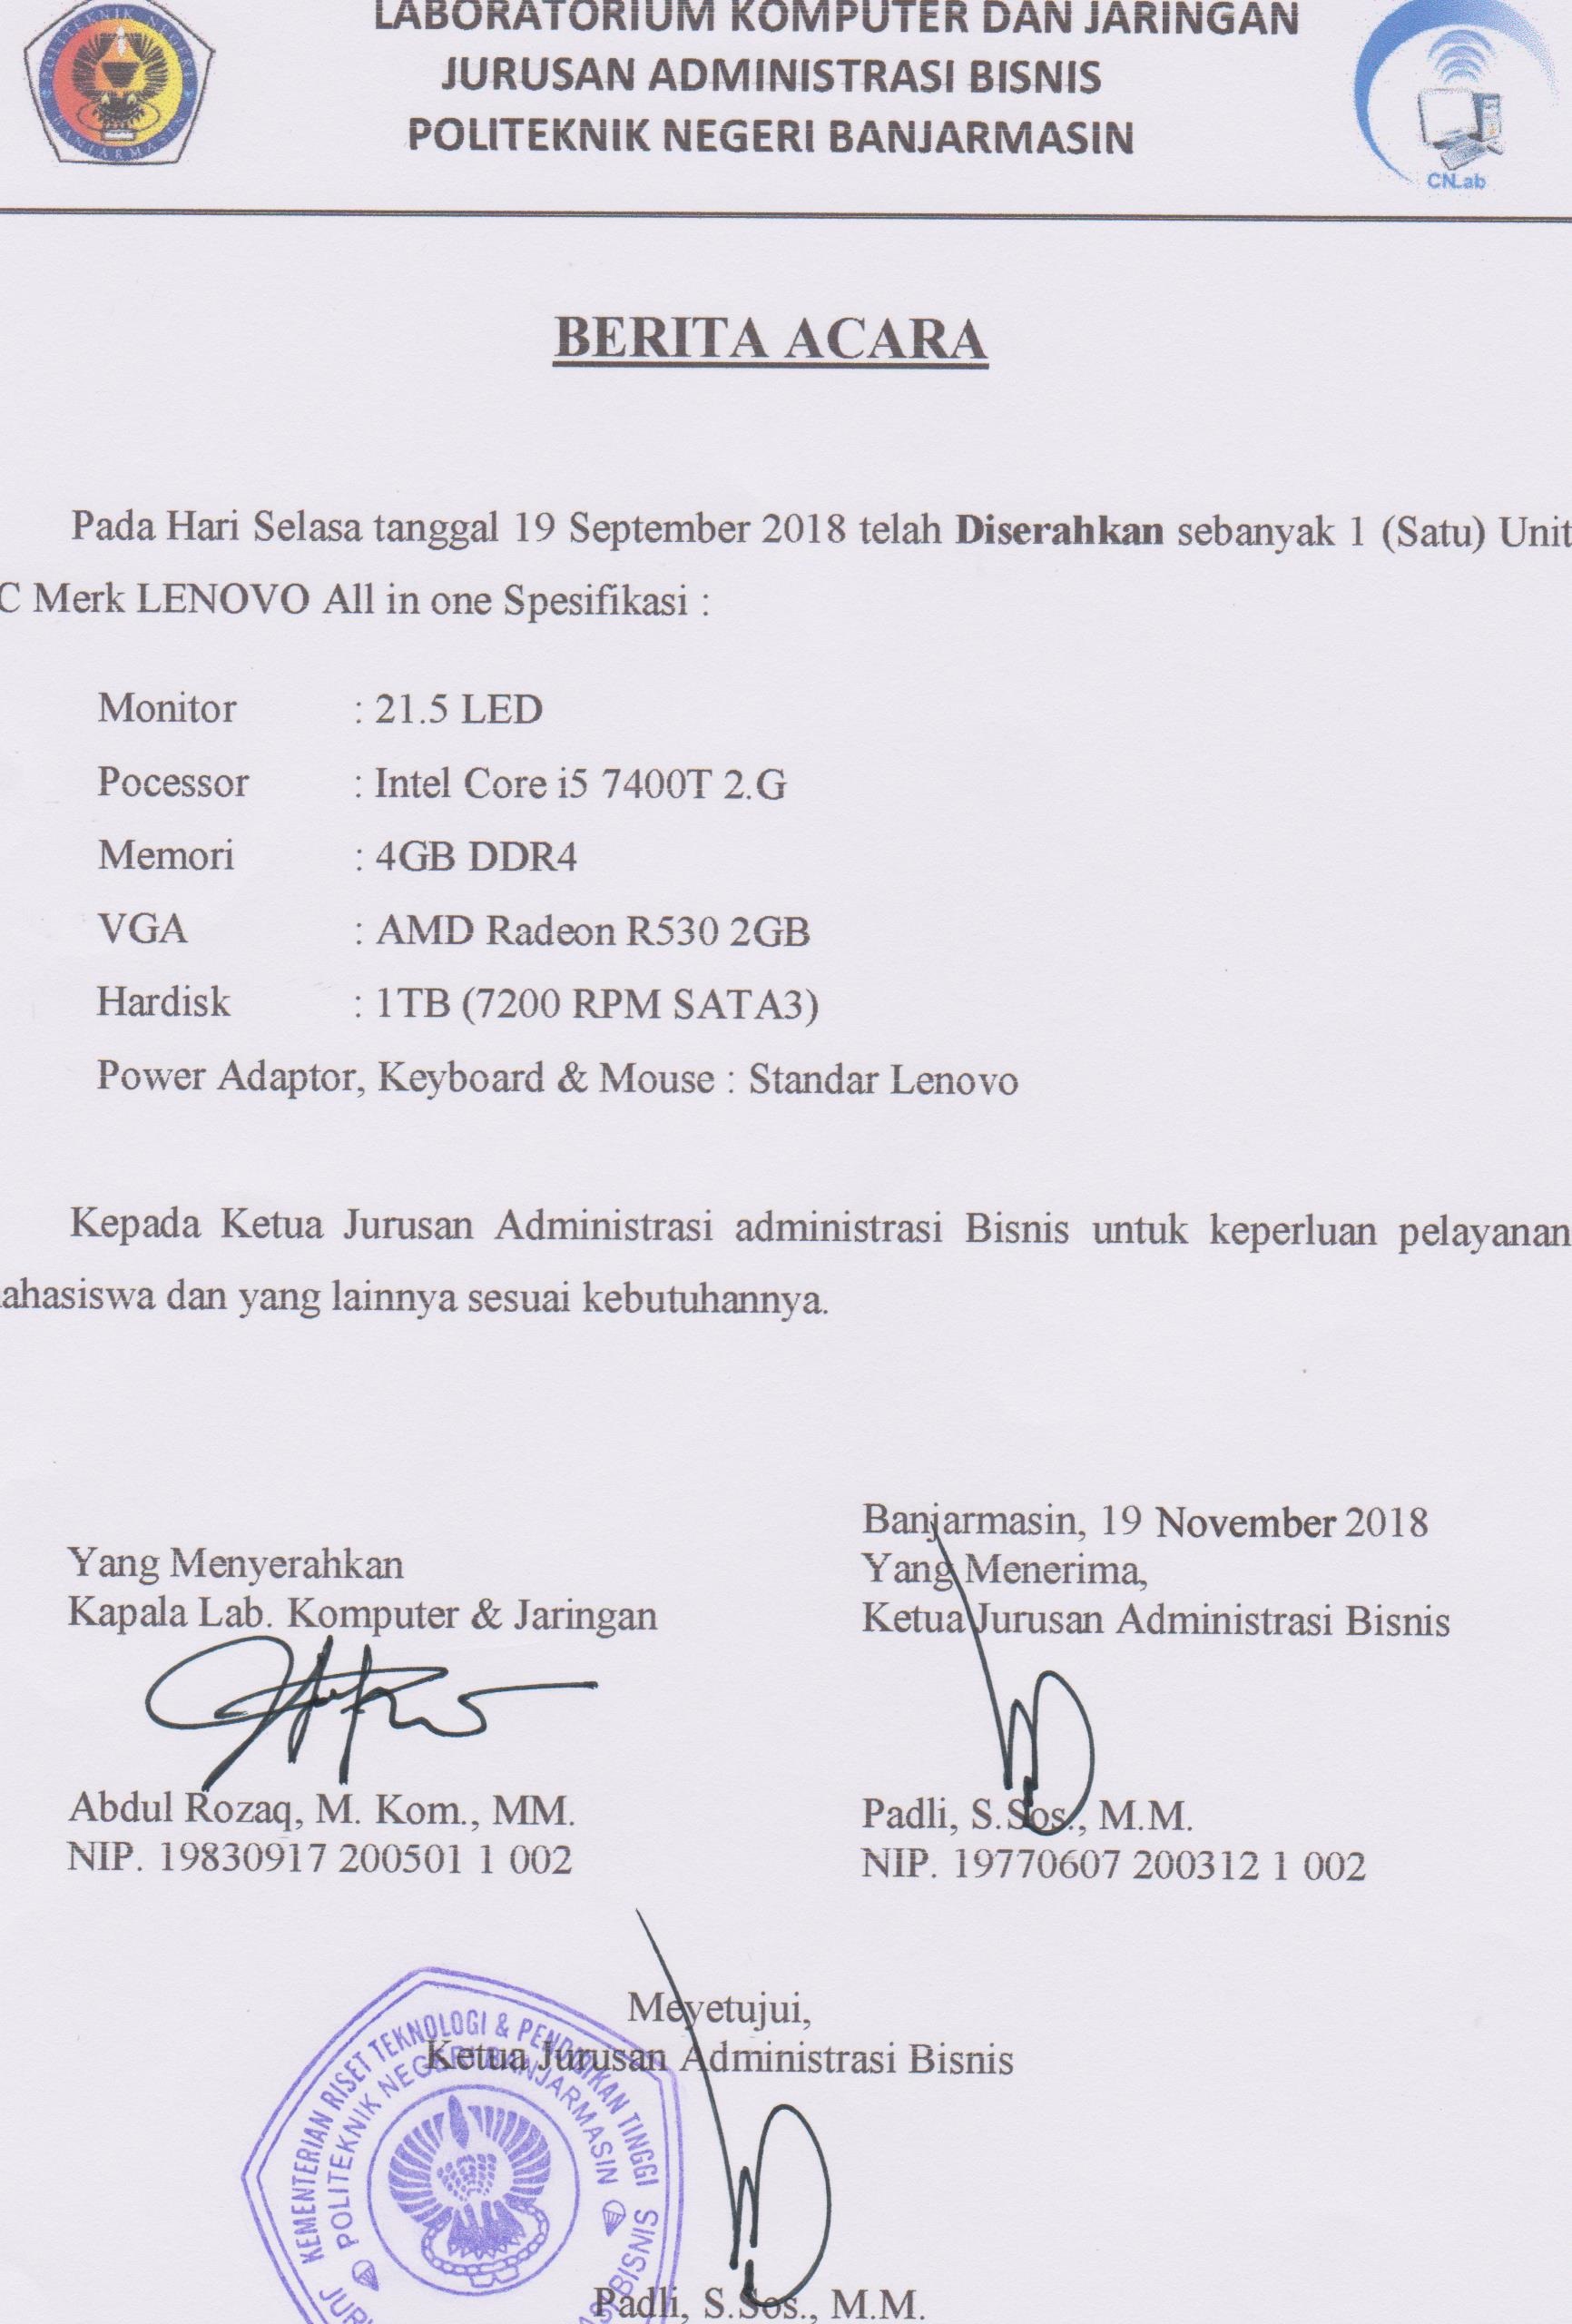 LABORATORIUM KOMPUTER DAN JARINGAN
JURUSAN ADMINISTRASI BISNIS
POLITEKNIK NEGERI BANJARMASIN
POLITEKNIK NEGERI
BANJARMASIN
CNLab
BERITA ACARA
Pada Hari Selasa tanggal 19 September 2018 telah Diserahkan sebanyak 1 (Satu) Unit
C Merk LENOVO All in one Spesifikasi :
Monitor : 21.5 LED
Pocessor : Intel Core i5 7400T 2.G
Memori : 4GB DDR4
VGA : AMD Radeon R530 2GB
Hardisk : 1TB (7200 RPM SATA3)
Power Adaptor, Keyboard & Mouse : Standar Lenovo
Kepada Ketua Jurusan Administrasi administrasi Bisnis untuk keperluan pelayanan
ahasiswa dan yang lainnya sesuai kebutuhannya.
Banjarmasin, 19 November 2018
Yang Menyerahkan
Kapala Lab. Komputer & Jaringan
Yang Menerima,
Ketua Jurusan Administrasi Bisnis
Abdul Rozaq, M. Kom., MM.
NIP. 19830917 200501 1 002
Padli, S.Sos., M.M.
NIP. 19770607 200312 1 002
Meyetujui,
Ketua Jurusan Administrasi Bisnis
KEMENTERIAN RISET TEKNOLOGI & PENDIDIKAN TINGGI
POLITEKNIK NEGERI BANJARMASIN
BISNIS
Padli, S.Sos., M.M.